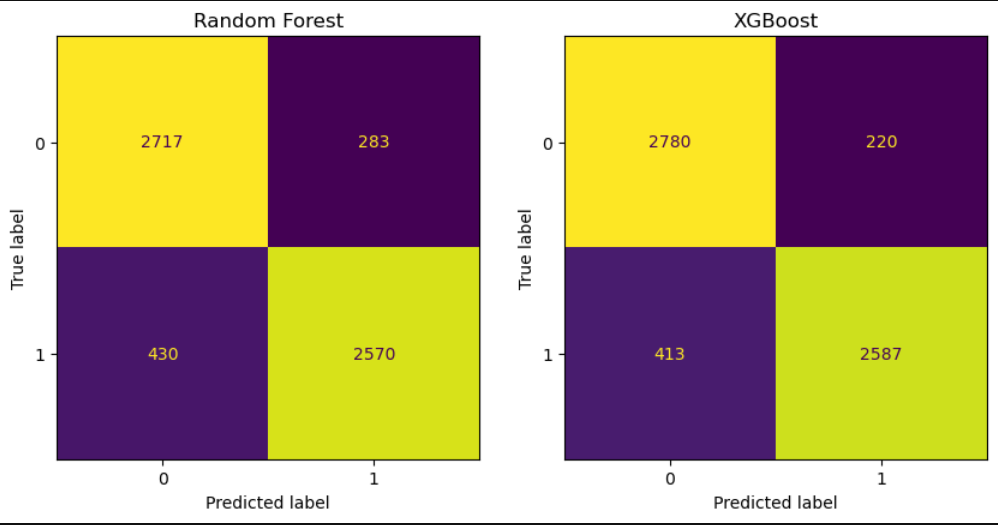 Random Forest
0
2717
283
True label
1
430
2570
0
1
Predicted label
XGBoost
0
2780
220
True label
1
413
2587
0
1
Predicted label